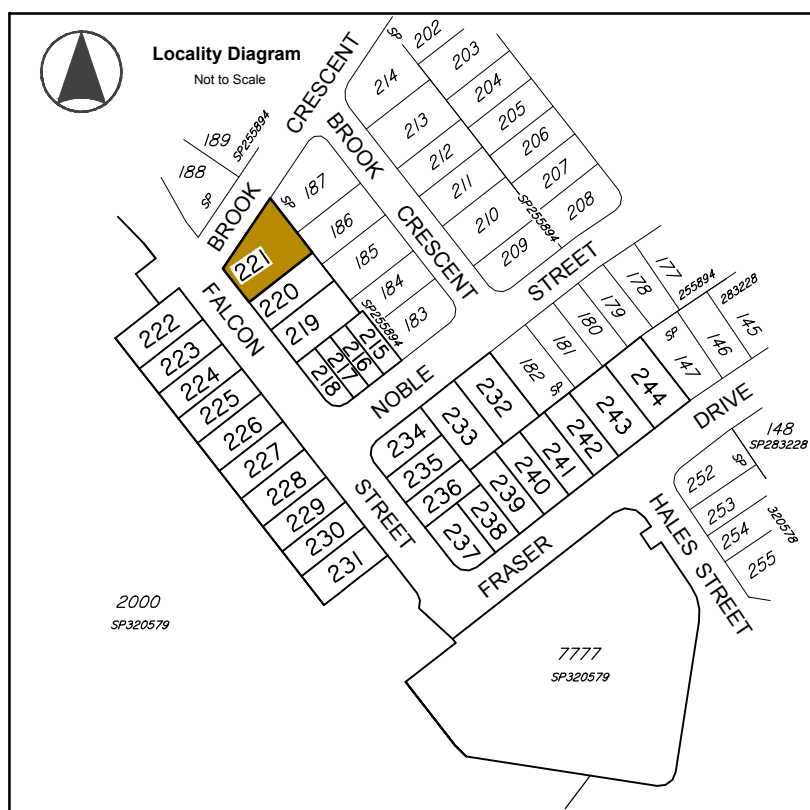 Locality Diagram
Not to Scale
BROOK
CRESCENT
BROOK
CRESCENT
FALCON
STREET
NOBLE
STREET
FRASER
DRIVE
HALES STREET
SP
202
203
204
205
206
207
208
214
213
212
211
210
209
SP255894
189
188
SP
SP255894
SP
187
186
185
184
183
SP255894
221
220
219
218
217
216
215
222
223
224
225
226
227
228
229
230
231
177
178
179
180
181
182
SP
255894
283228
145
146
147
SP
232
233
234
235
236
237
238
239
240
241
242
243
244
148
SP283228
252
SP
253
254
255
320578
2000
SP320579
7777
SP320579